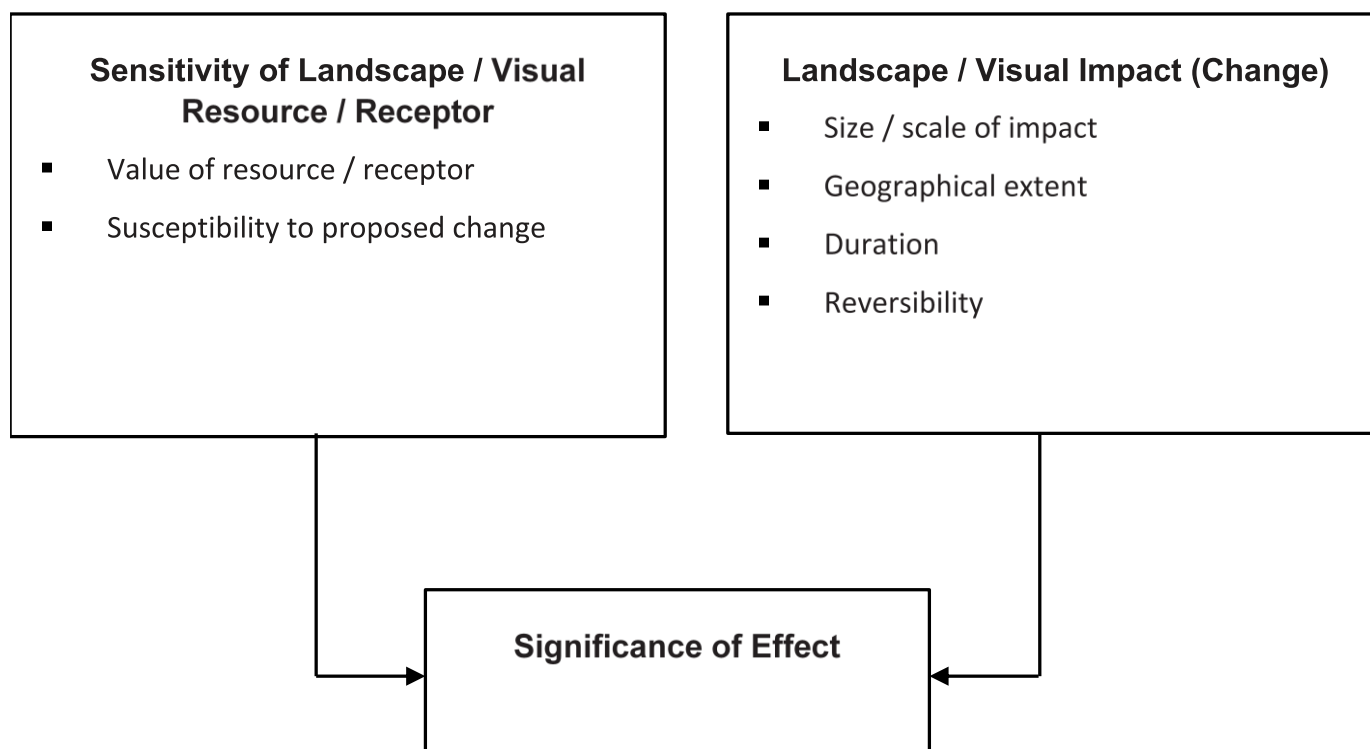 Sensitivity of Landscape / Visual
Resource / Receptor
▪ Value of resource / receptor
▪ Susceptibility to proposed change
Landscape / Visual Impact (Change)
▪ Size / scale of impact
▪ Geographical extent
▪ Duration
▪ Reversibility
Significance of Effect